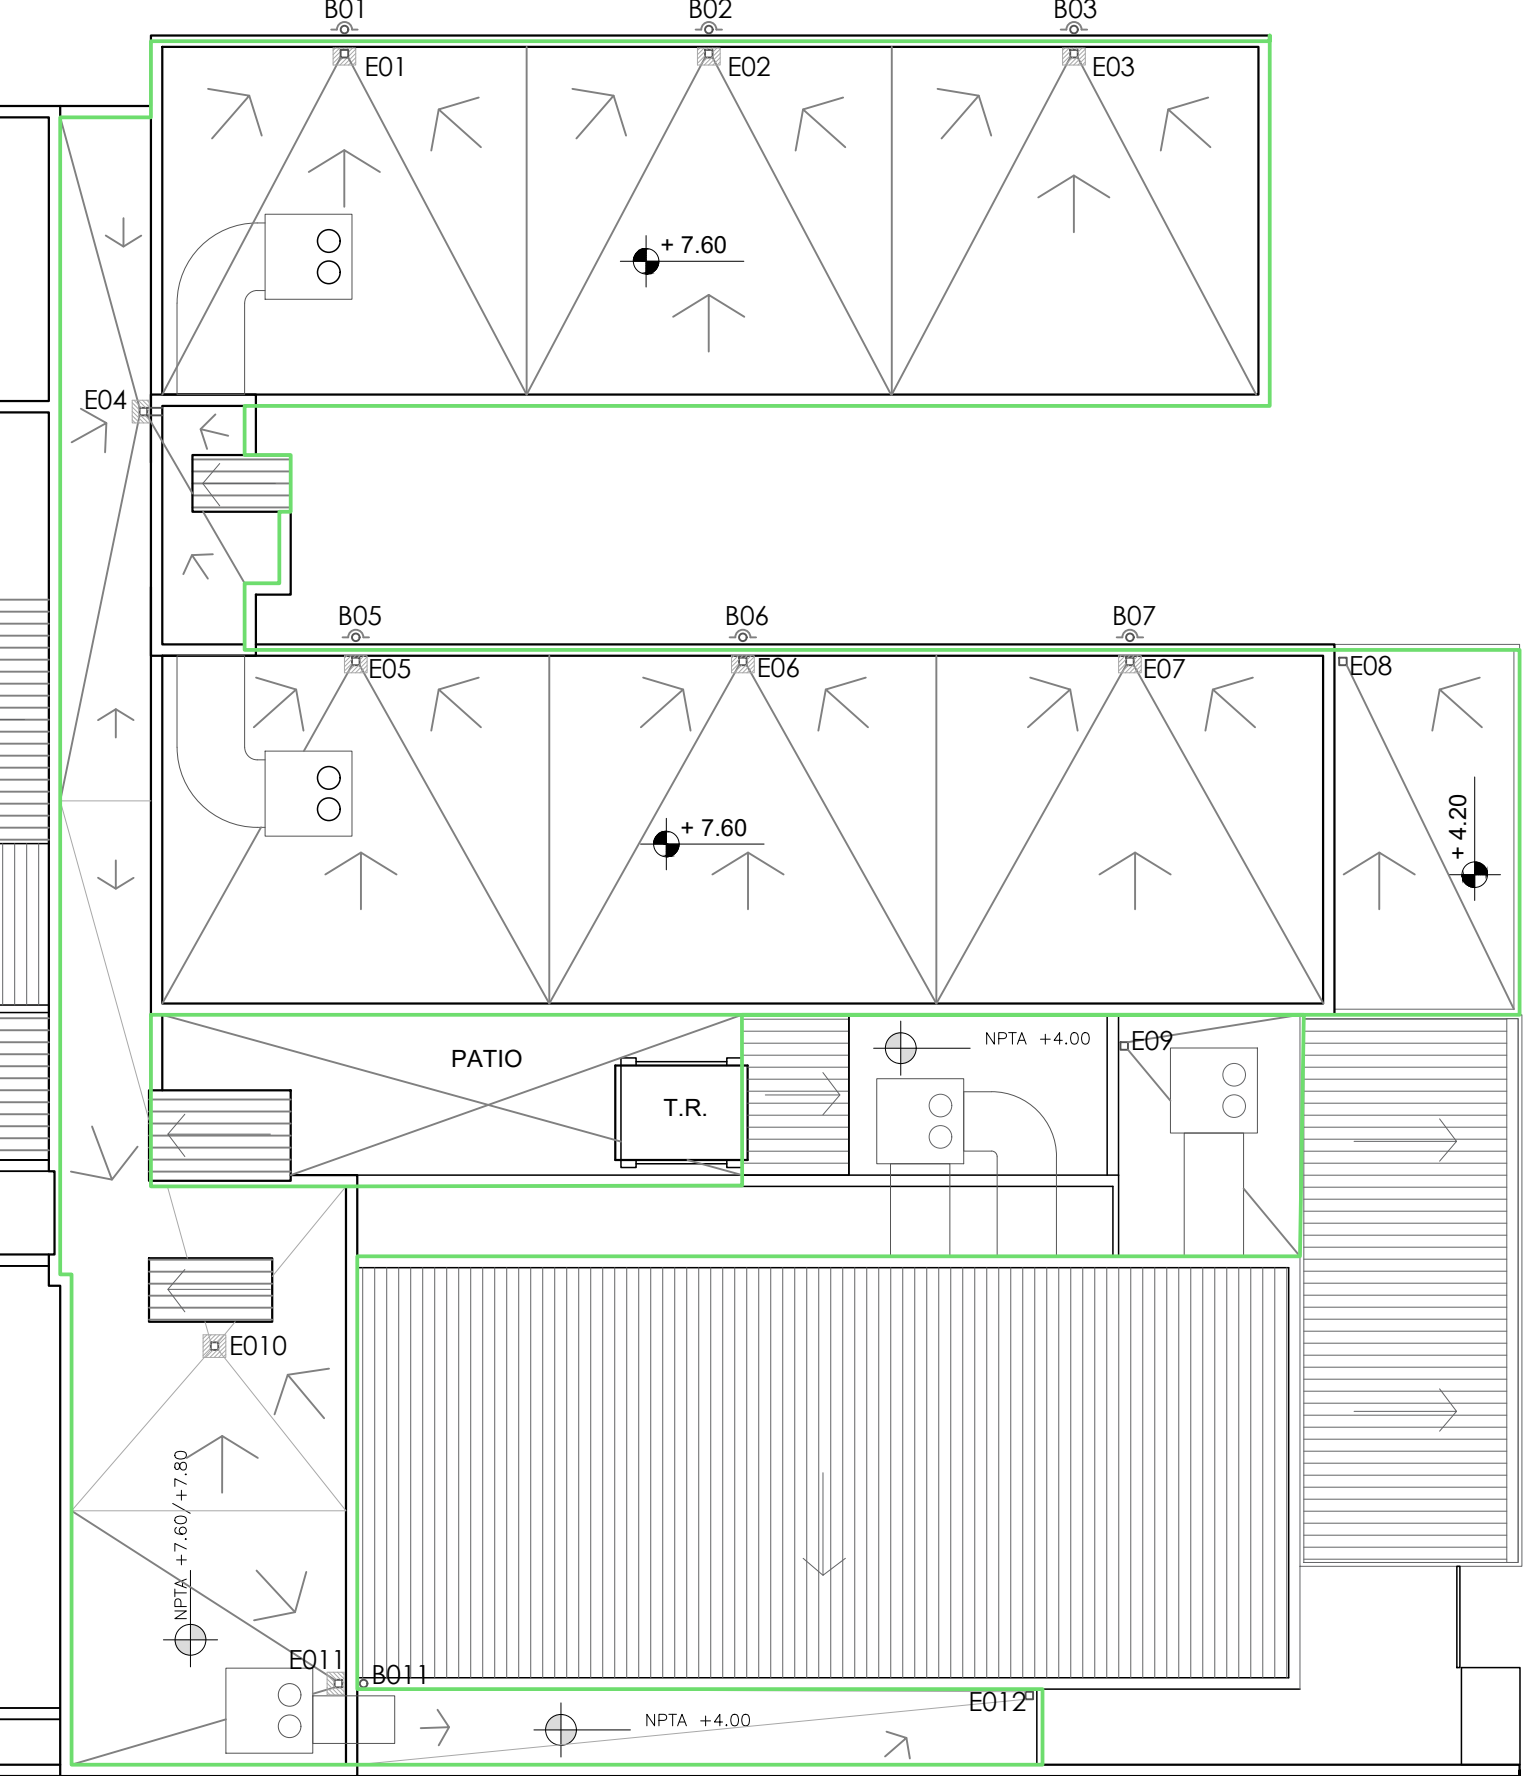 B01
B02
B03
E01
E02
E03
+ 7.60
E04
B05
B06
B07
E05
E06
E07
E08
+ 7.60
+ 4.20
PATIO
NPTA +4.00
E09
T.R.
E010
NPTA +7.60/+7.80
E011
B011
E012
NPTA +4.00